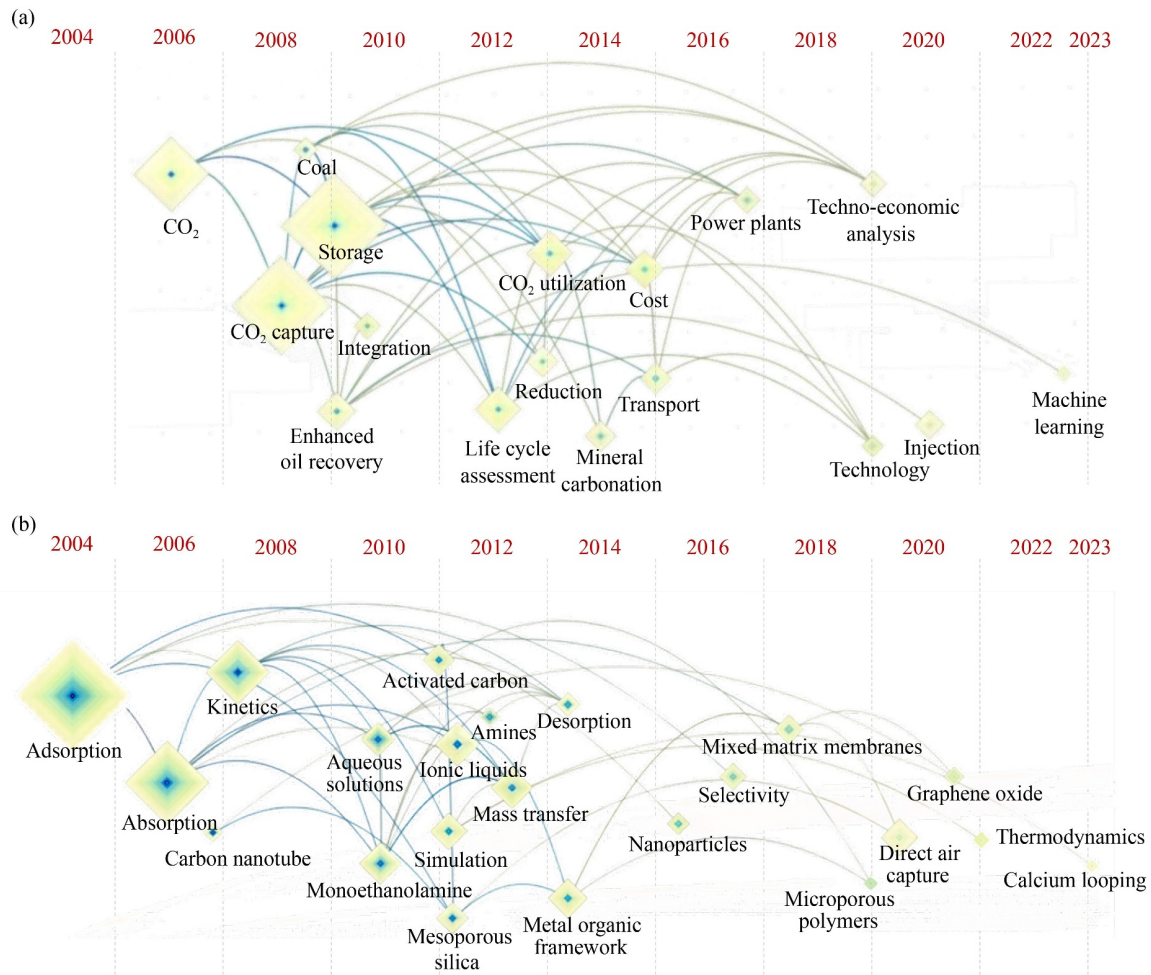 (a)
2004 2006 2008 2010 2012 2014 2016 2018 2020 2022 2023
Coal
CO₂
Storage
Power plants
Techno-economic
analysis
CO₂ utilization
Cost
CO₂ capture
Integration
Reduction
Transport
Machine
learning
Enhanced
oil recovery
Life cycle
assessment
Mineral
carbonation
Injection
Technology
(b)
2004 2006 2008 2010 2012 2014 2016 2018 2020 2022 2023
Adsorption
Kinetics
Activated carbon
Desorption
Amines
Aqueous
solutions
Ionic liquids
Mixed matrix membranes
Absorption
Mass transfer
Selectivity
Graphene oxide
Carbon nanotube
Simulation
Nanoparticles
Thermodynamics
Direct air
capture
Monoethanolamine
Calcium looping
Microporous
polymers
Mesoporous
silica
Metal organic
framework